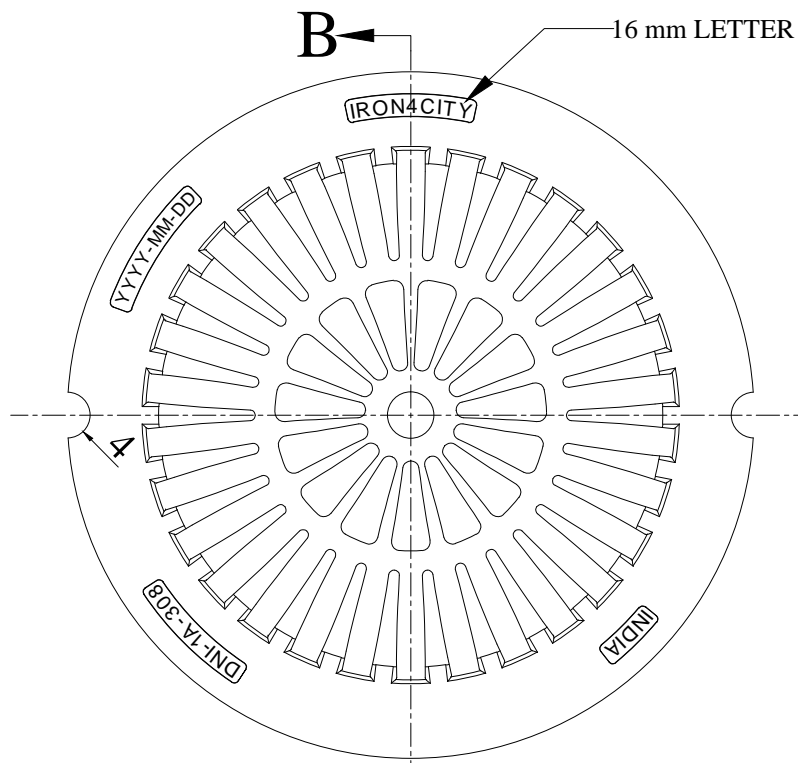 B
16 mm LETTER
IRON4CITY
YYYY-MM-DD
4
DNI-1A-308
INDIA